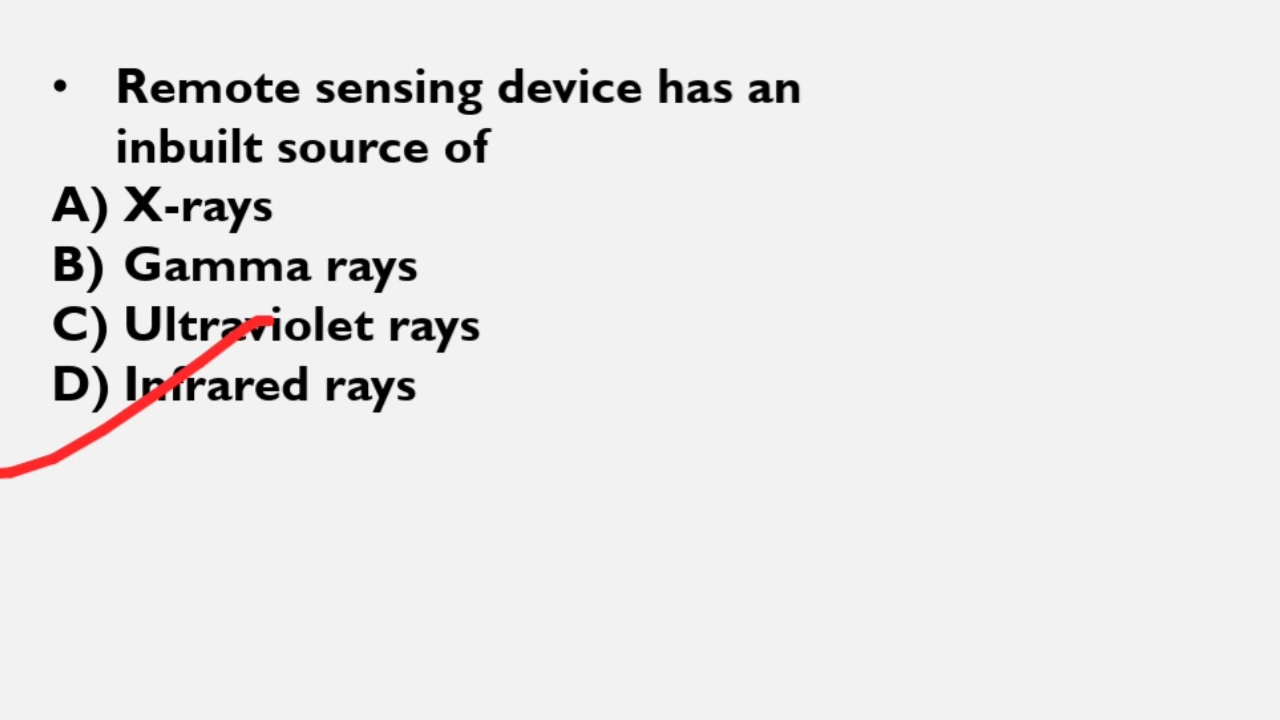 • Remote sensing device has an
inbuilt source of
A) X-rays
B) Gamma rays
C) Ultraviolet rays
D) Infrared rays